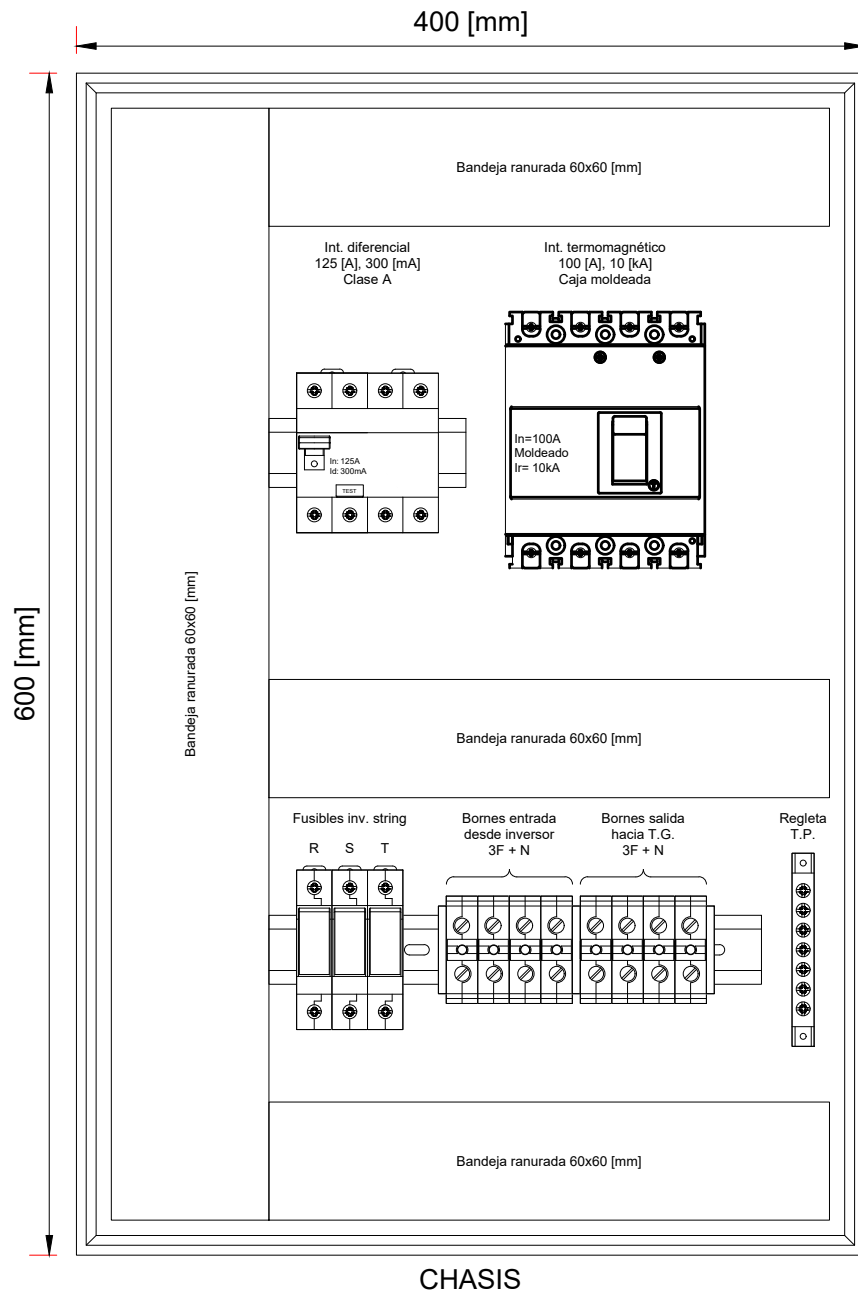 400 [mm]
600 [mm]
Bandeja ranurada 60x60 [mm]
Bandeja ranurada 60x60 [mm]
Int. diferencial
125 [A], 300 [mA]
Clase A
Int. termomagnético
100 [A], 10 [kA]
Caja moldeada
In: 125A
Id: 300mA
TEST
In=100A
Moldeado
Ir= 10kA
Bandeja ranurada 60x60 [mm]
Fusibles inv. string
R S T
Bornes entrada
desde inversor
3F + N
Bornes salida
hacia T.G.
3F + N
Regleta
T.P.
Bandeja ranurada 60x60 [mm]
CHASIS